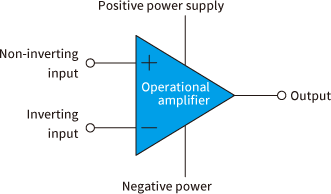 Positive power supply
Non-inverting
input
+
Operational
amplifier
Output
Inverting
input
−
Negative power